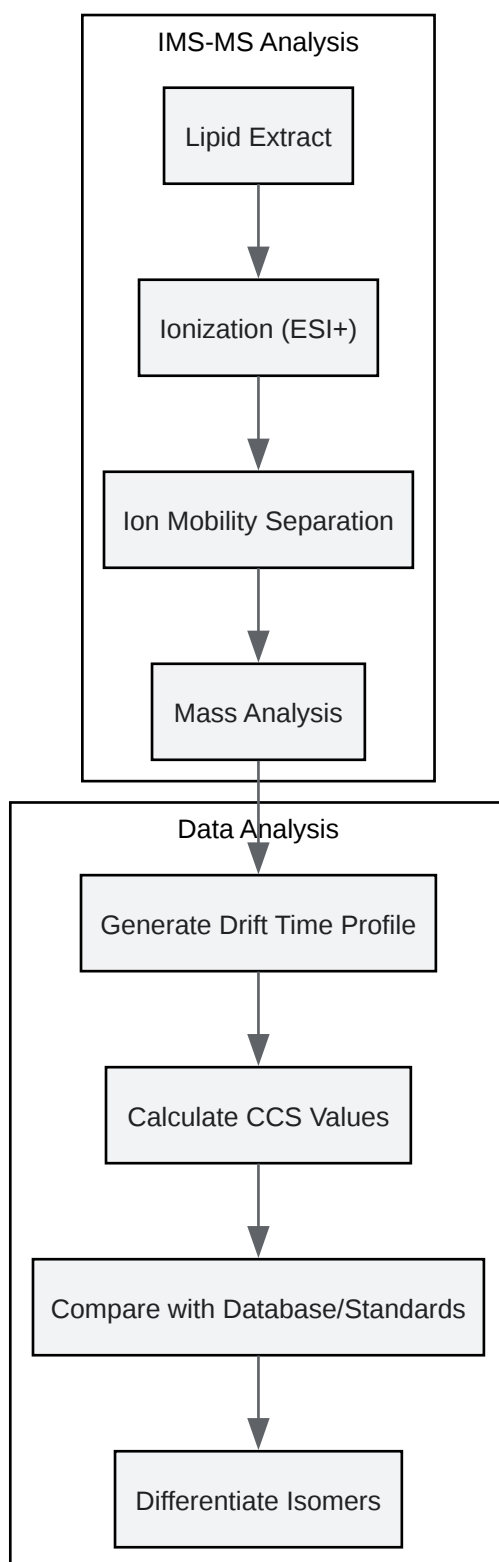 IMS-MS Analysis
Lipid Extract
Ionization (ESI+)
Ion Mobility Separation
Mass Analysis
Data Analysis
Generate Drift Time Profile
Calculate CCS Values
Compare with Database/Standards
Differentiate Isomers